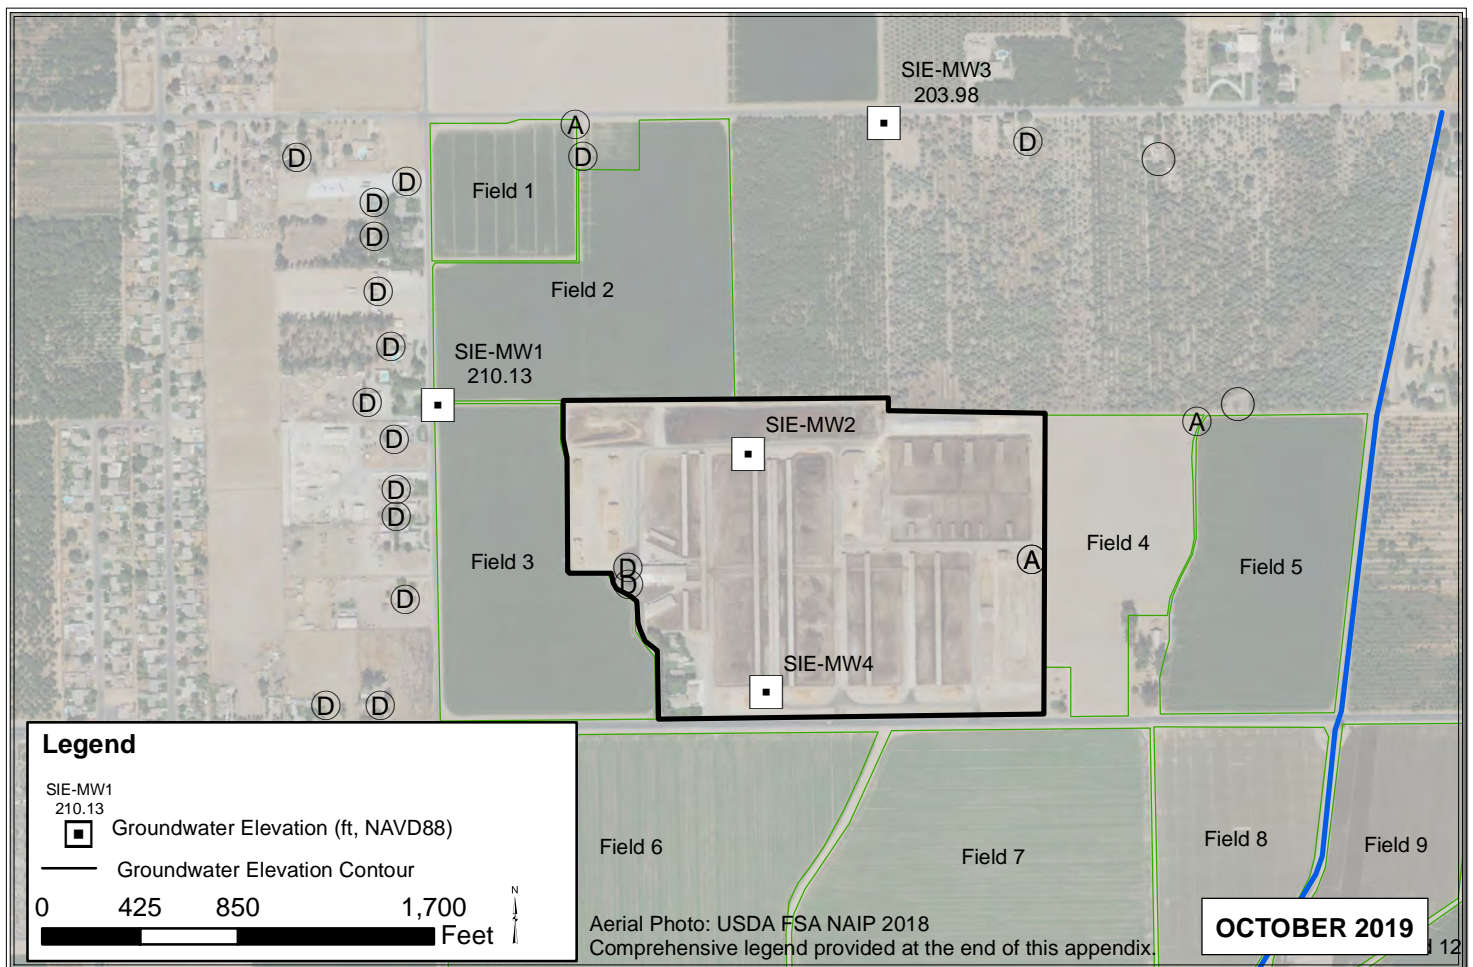 SIE-MW3
203.98
A
D
D
D
D
Field 1
D
D
D
Field 2
D
SIE-MW1
210.13
D
D
SIE-MW2
A
D
D
Field 3
D
D
A
Field 4
Field 5
D
SIE-MW4
D
D
Legend
SIE-MW1
210.13
Groundwater Elevation (ft, NAVD88)
Groundwater Elevation Contour
0 425 850 1,700
Feet
N
Field 6
Field 7
Field 8
Field 9
Aerial Photo: USDA FSA NAIP 2018
Comprehensive legend provided at the end of this appendix.
OCTOBER 2019
12